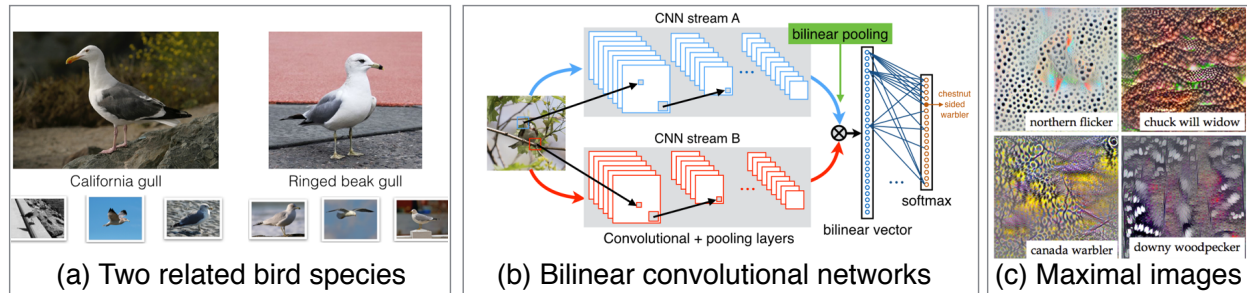 California gull
Ringed beak gull
(a) Two related bird species
CNN stream A
bilinear pooling
chestnut
sided
warbler
CNN stream B
softmax
Convolutional + pooling layers
bilinear vector
(b) Bilinear convolutional networks
northern flicker
chuck will widow
canada warbler
downy woodpecker
(c) Maximal images